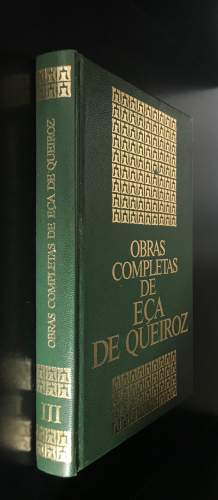 OBRAS COMPLETAS DE EÇA DE QUEIROZ
III
OBRAS
COMPLETAS
DE
EÇA
DE QUEIROZ